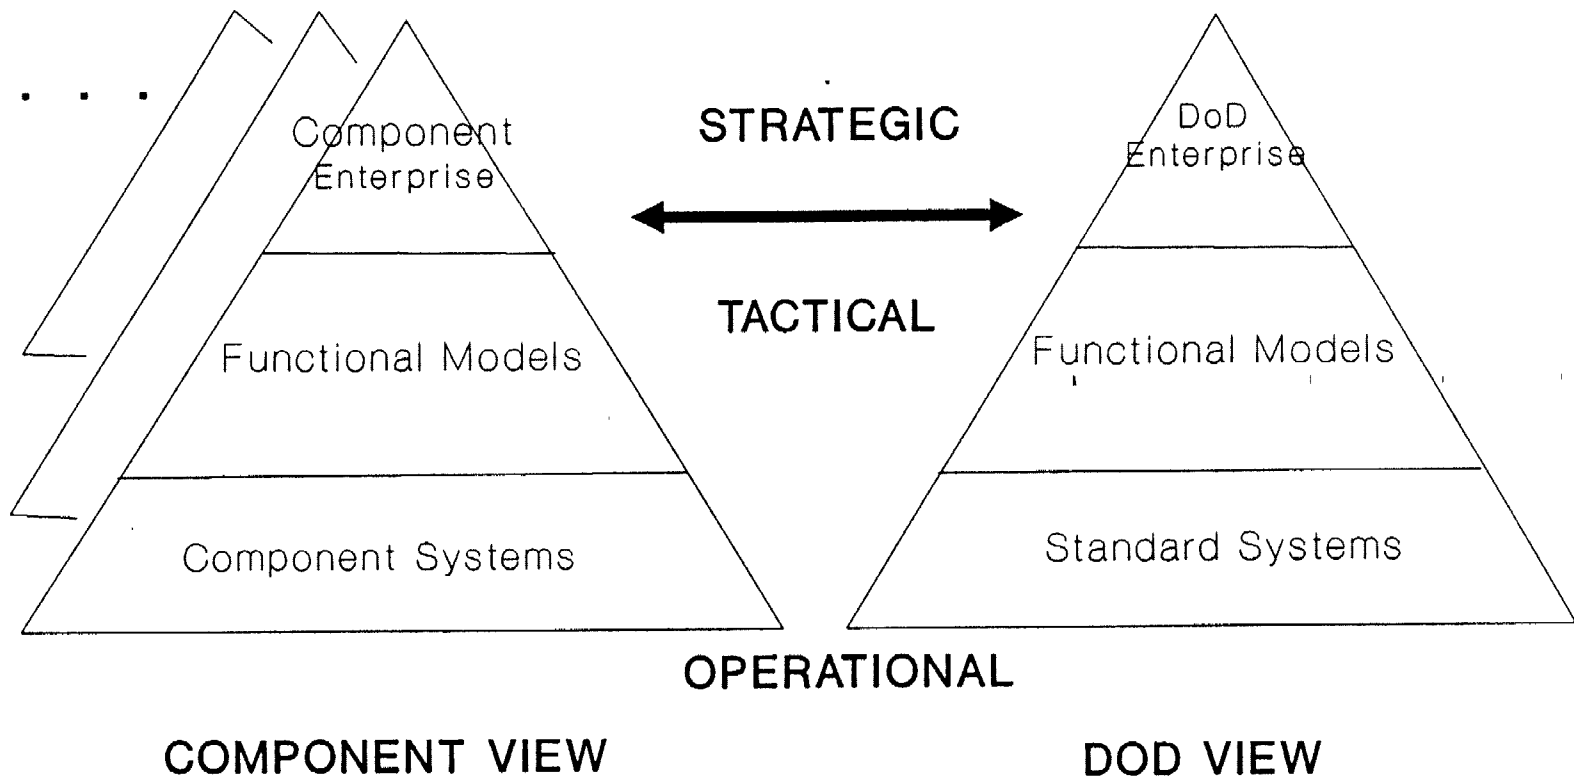 . . .
Component
Enterprise
STRATEGIC
DoD
Enterprise
TACTICAL
Functional Models
Functional Models
Component Systems
Standard Systems
OPERATIONAL
COMPONENT VIEW
DOD VIEW